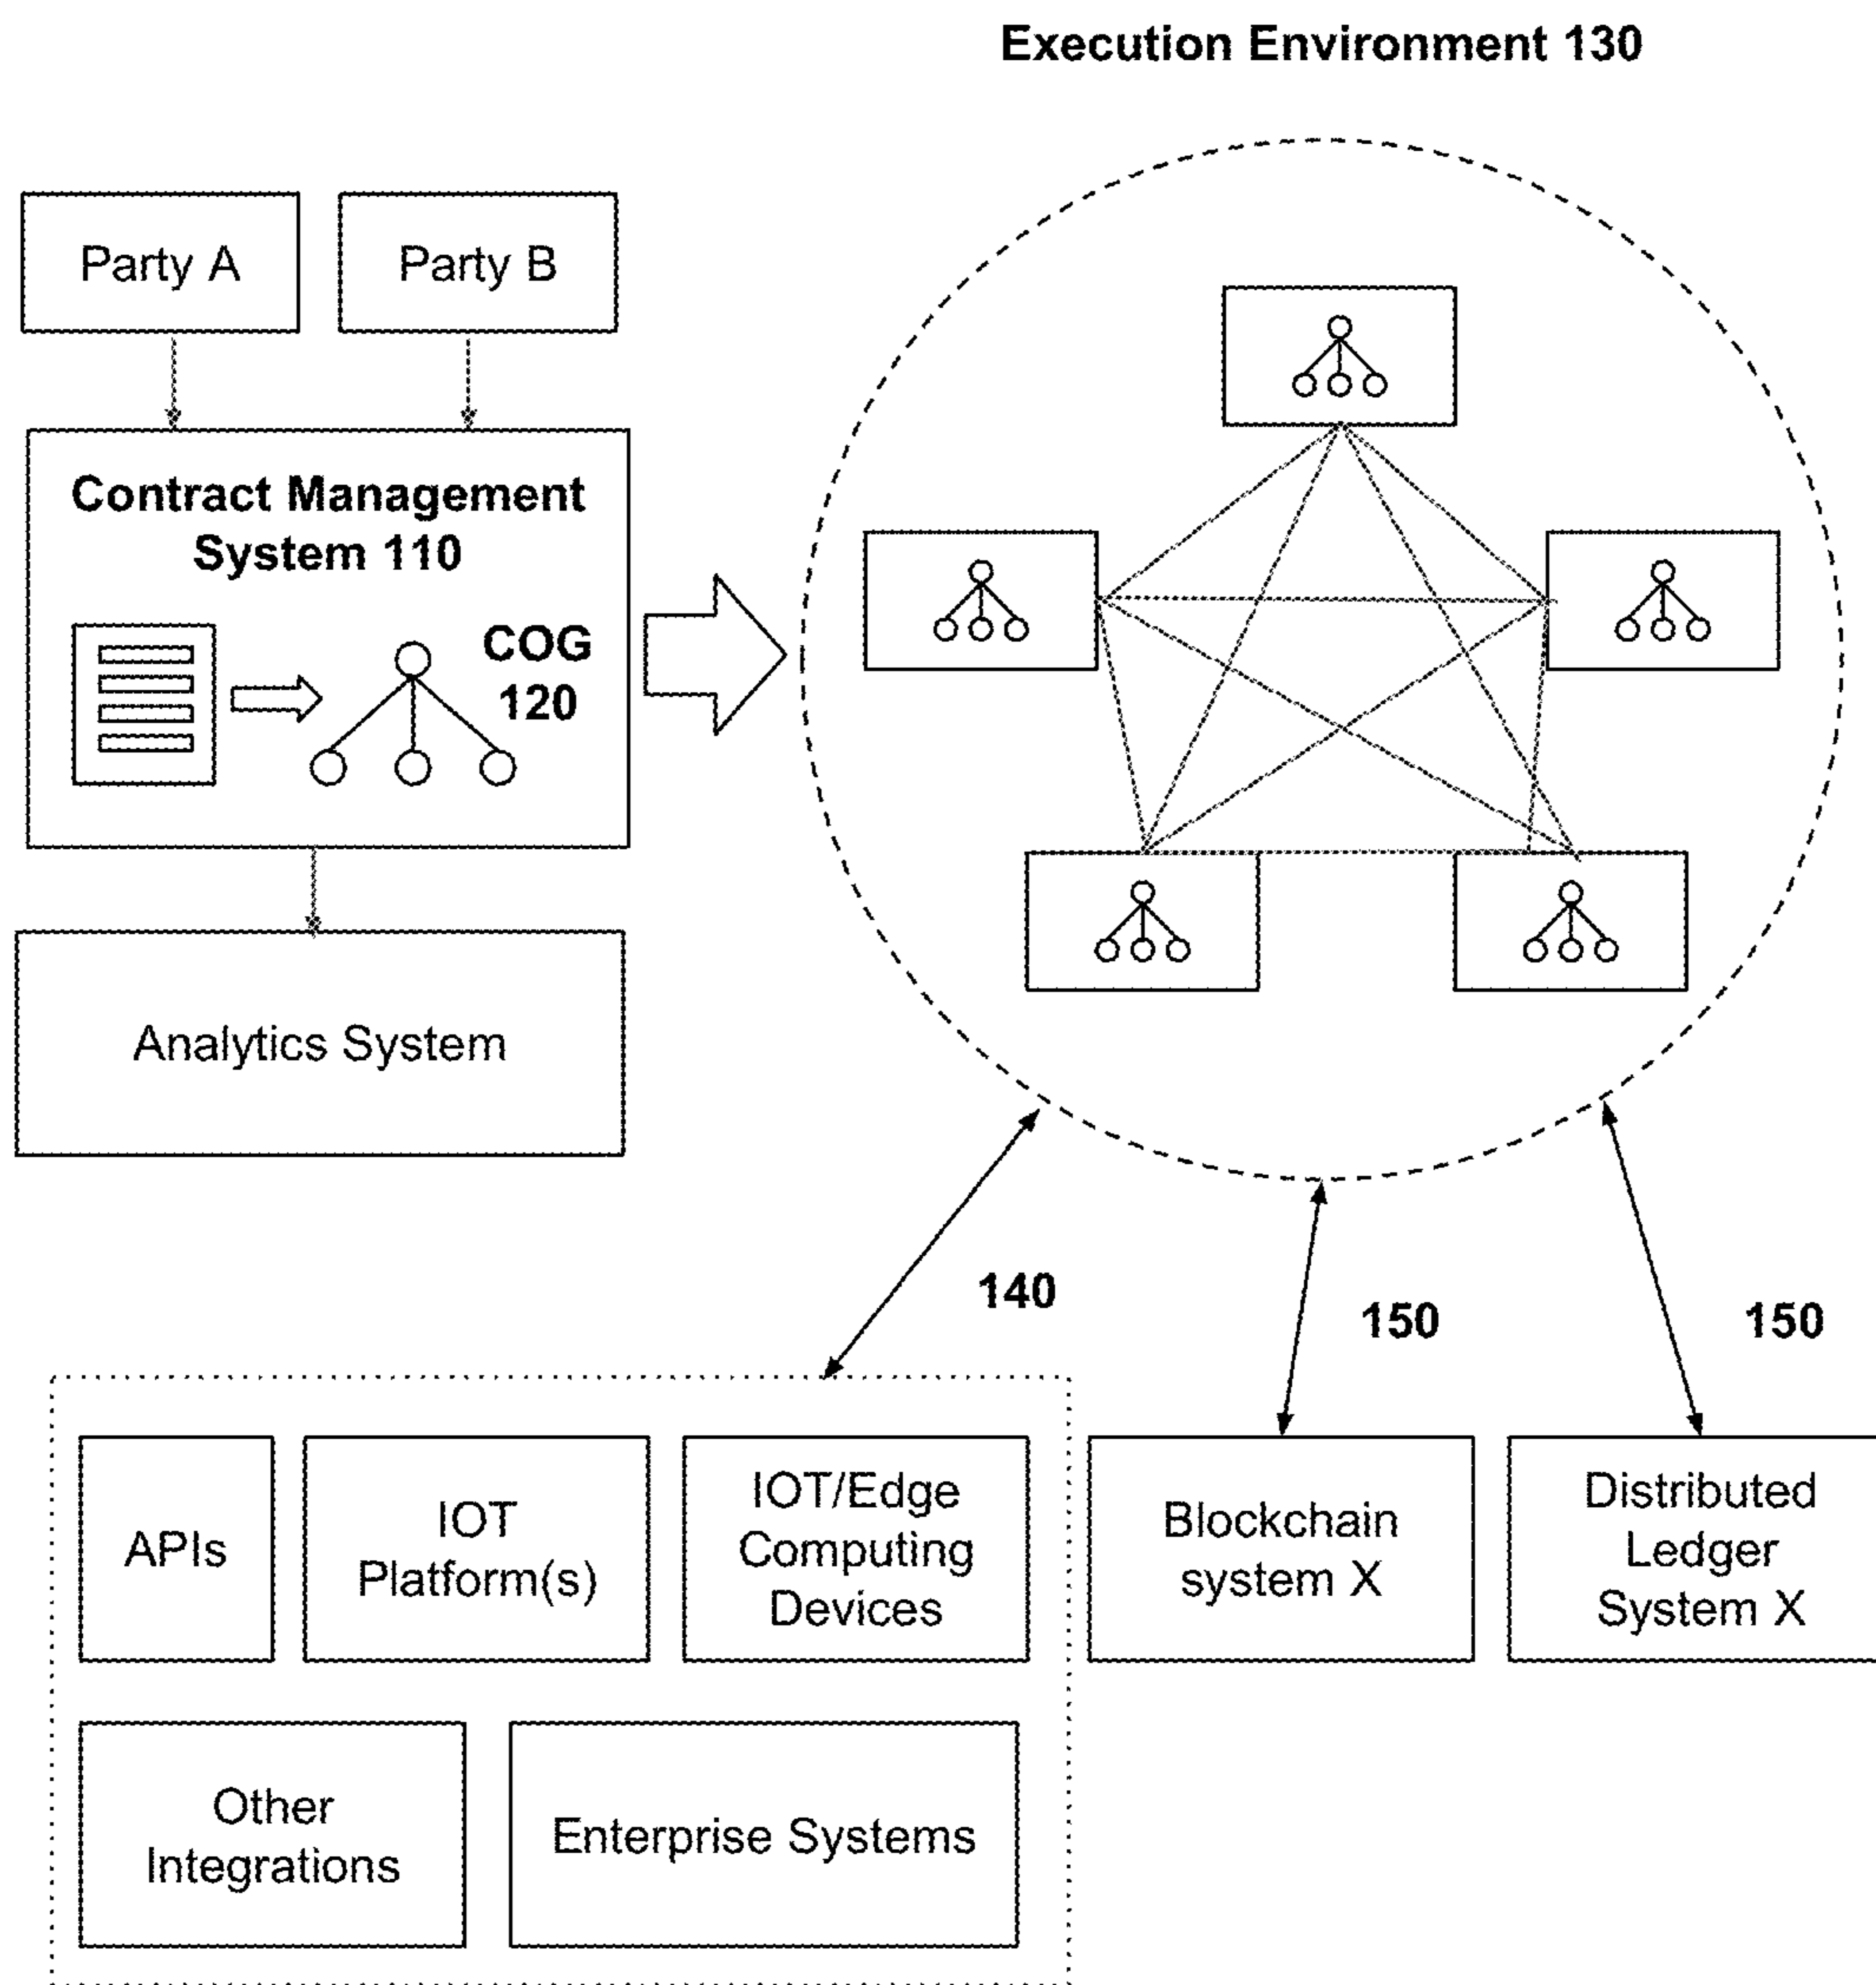 Execution Environment 130
Party A
Party B
Contract Management
System 110
COG
120
Analytics System
140
150
150
APIs
IOT
Platform(s)
IOT/Edge
Computing
Devices
Blockchain
system X
Distributed
Ledger
System X
Other
Integrations
Enterprise Systems